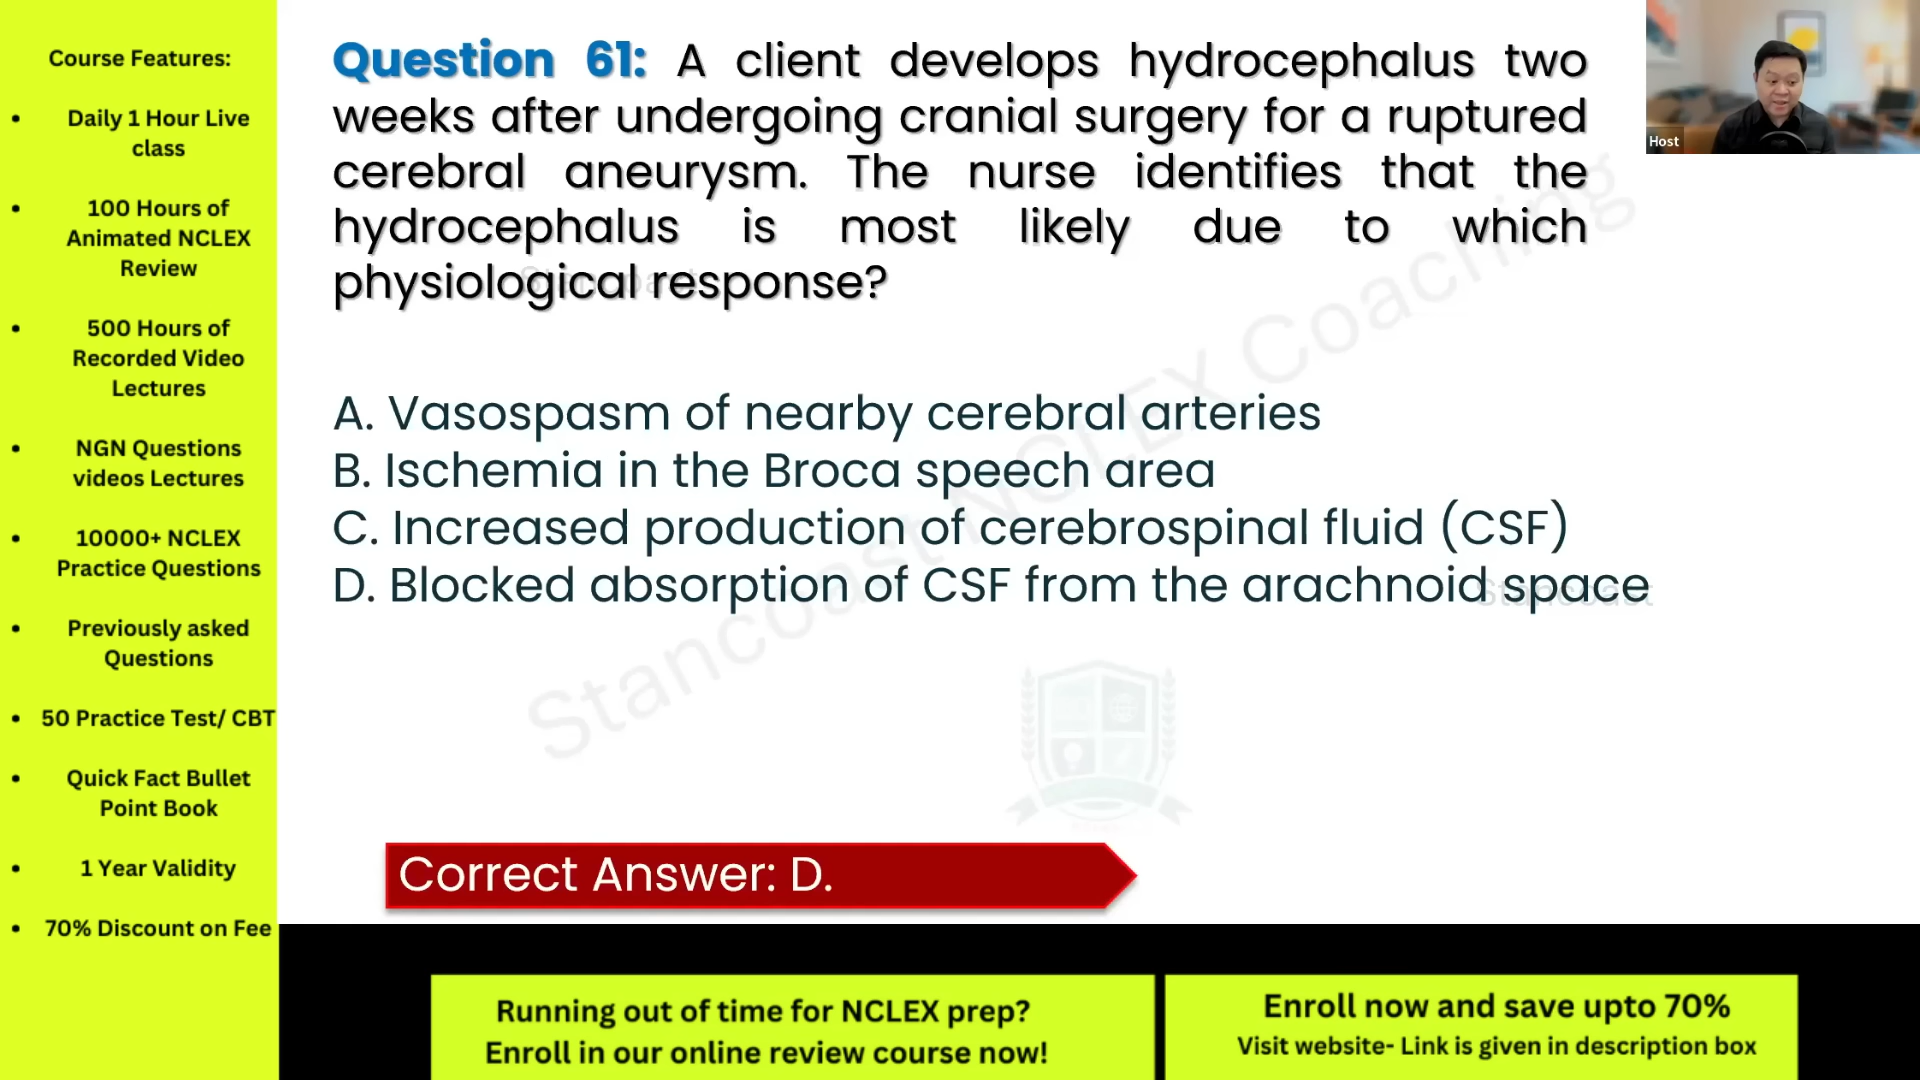 Course Features:
• Daily 1 Hour Live
class
• 100 Hours of
Animated NCLEX
Review
• 500 Hours of
Recorded Video
Lectures
• NGN Questions
videos Lectures
• 10000+ NCLEX
Practice Questions
• Previously asked
Questions
• 50 Practice Test/ CBT
• Quick Fact Bullet
Point Book
• 1 Year Validity
• 70% Discount on Fee
Question 61: A client develops hydrocephalus two
weeks after undergoing cranial surgery for a ruptured
cerebral aneurysm. The nurse identifies that the
hydrocephalus is most likely due to which
physiological response?
A. Vasospasm of nearby cerebral arteries
B. Ischemia in the Broca speech area
C. Increased production of cerebrospinal fluid (CSF)
D. Blocked absorption of CSF from the arachnoid space
Stancoast NCLEX Coaching
Stancoast
Stancoast
Correct Answer: D.
Host
Running out of time for NCLEX prep?
Enroll in our online review course now!
Enroll now and save upto 70%
Visit website- Link is given in description box